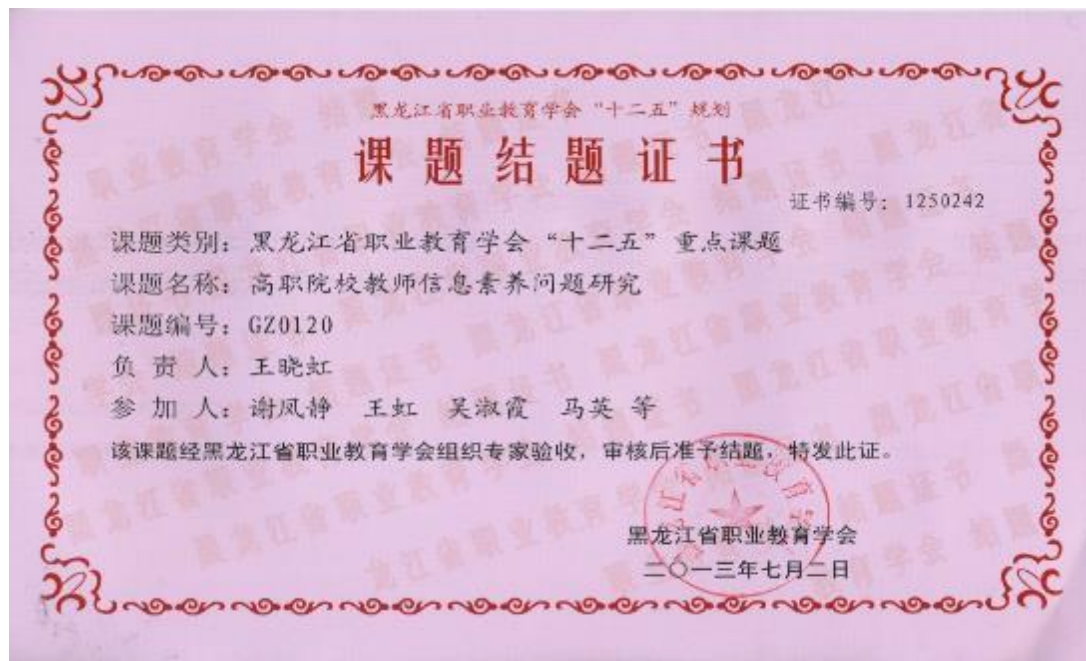 黑龙江省职业教育学会“十二五”规划
课题结题证书
证书编号：1250242
课题类别：黑龙江省职业教育学会“十二五”重点课题
课题名称：高职院校教师信息素养问题研究
课题编号：GZ0120
负 责 人：王晓虹
参 加 人：谢凤静 王虹 吴淑霞 马英 等
该课题经黑龙江省职业教育学会组织专家验收，审核后准予结题，特发此证。
黑龙江省职业教育学会
二〇一三年七月二日